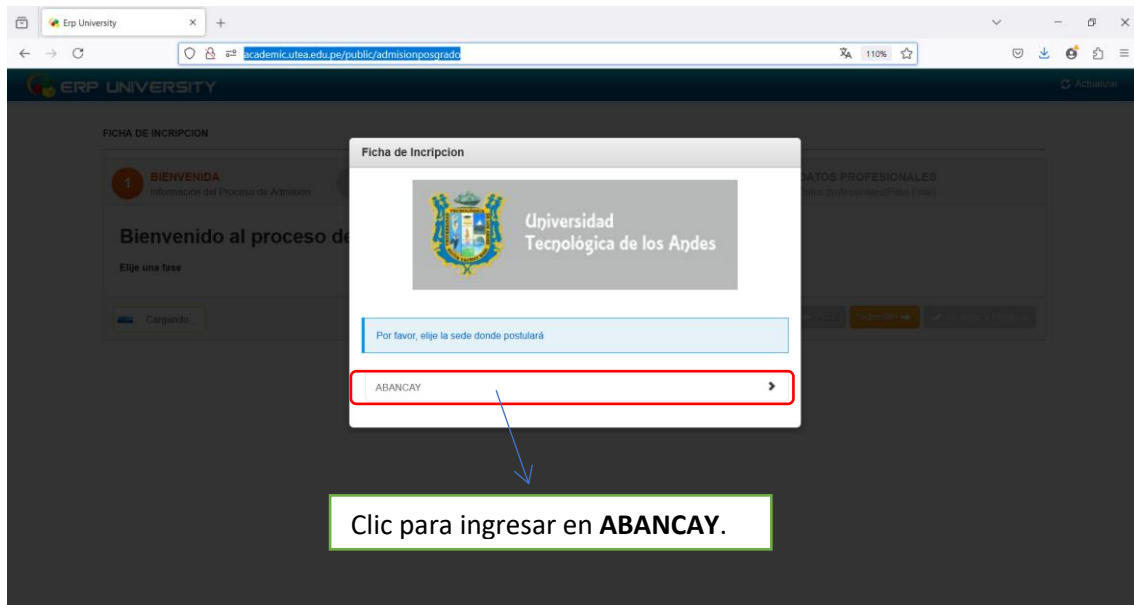 Erp University
academic.utea.edu.pe/public/admisionposgrado
110%
ERP UNIVERSITY
Actualizar
FICHA DE INCRIPCION
1
BIENVENIDA
Información del Proceso de Admisión
DATOS PROFESIONALES
Bienvenido al proceso de
Elije una fase
Cargando
Ficha de Incripcion
Universidad
Tecnológica de los Andes
Por favor, elije la sede donde postulará
ABANCAY
Clic para ingresar en ABANCAY.